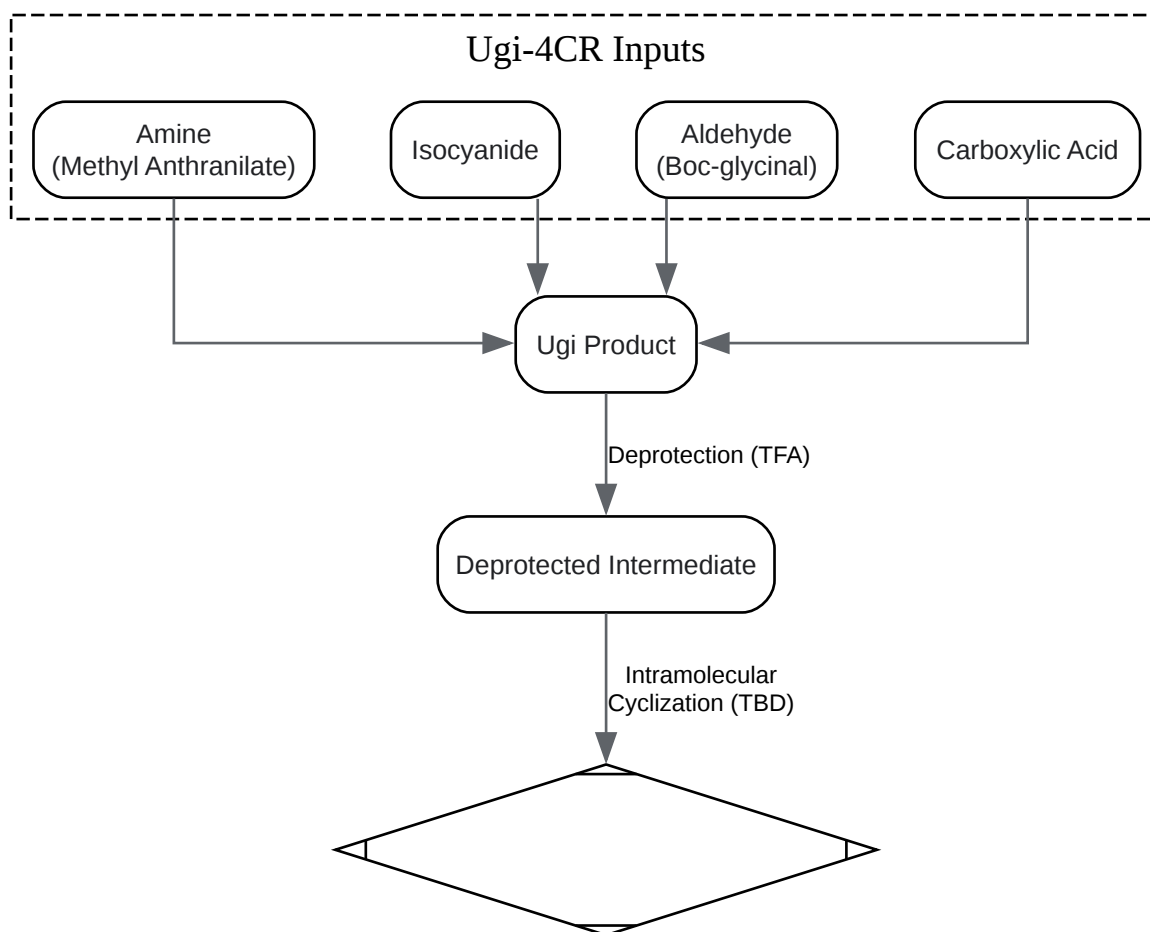 Ugi-4CR Inputs
Amine
(Methyl Anthranilate)
Isocyanide
Aldehyde
(Boc-glycinal)
Carboxylic Acid
Ugi Product
Deprotection (TFA)
Deprotected Intermediate
Intramolecular
Cyclization (TBD)